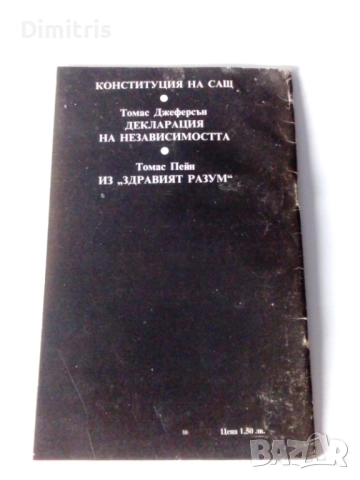 Dimitris
КОНСТИТУЦИЯ НА САЩ
Томас Джеферсън
ДЕКЛАРАЦИЯ
НА НЕЗАВИСИМОСТТА
Томас Пейн
ИЗ „ЗДРАВИЯТ РАЗУМ“
Цена 1,50 лв.
BAZAR